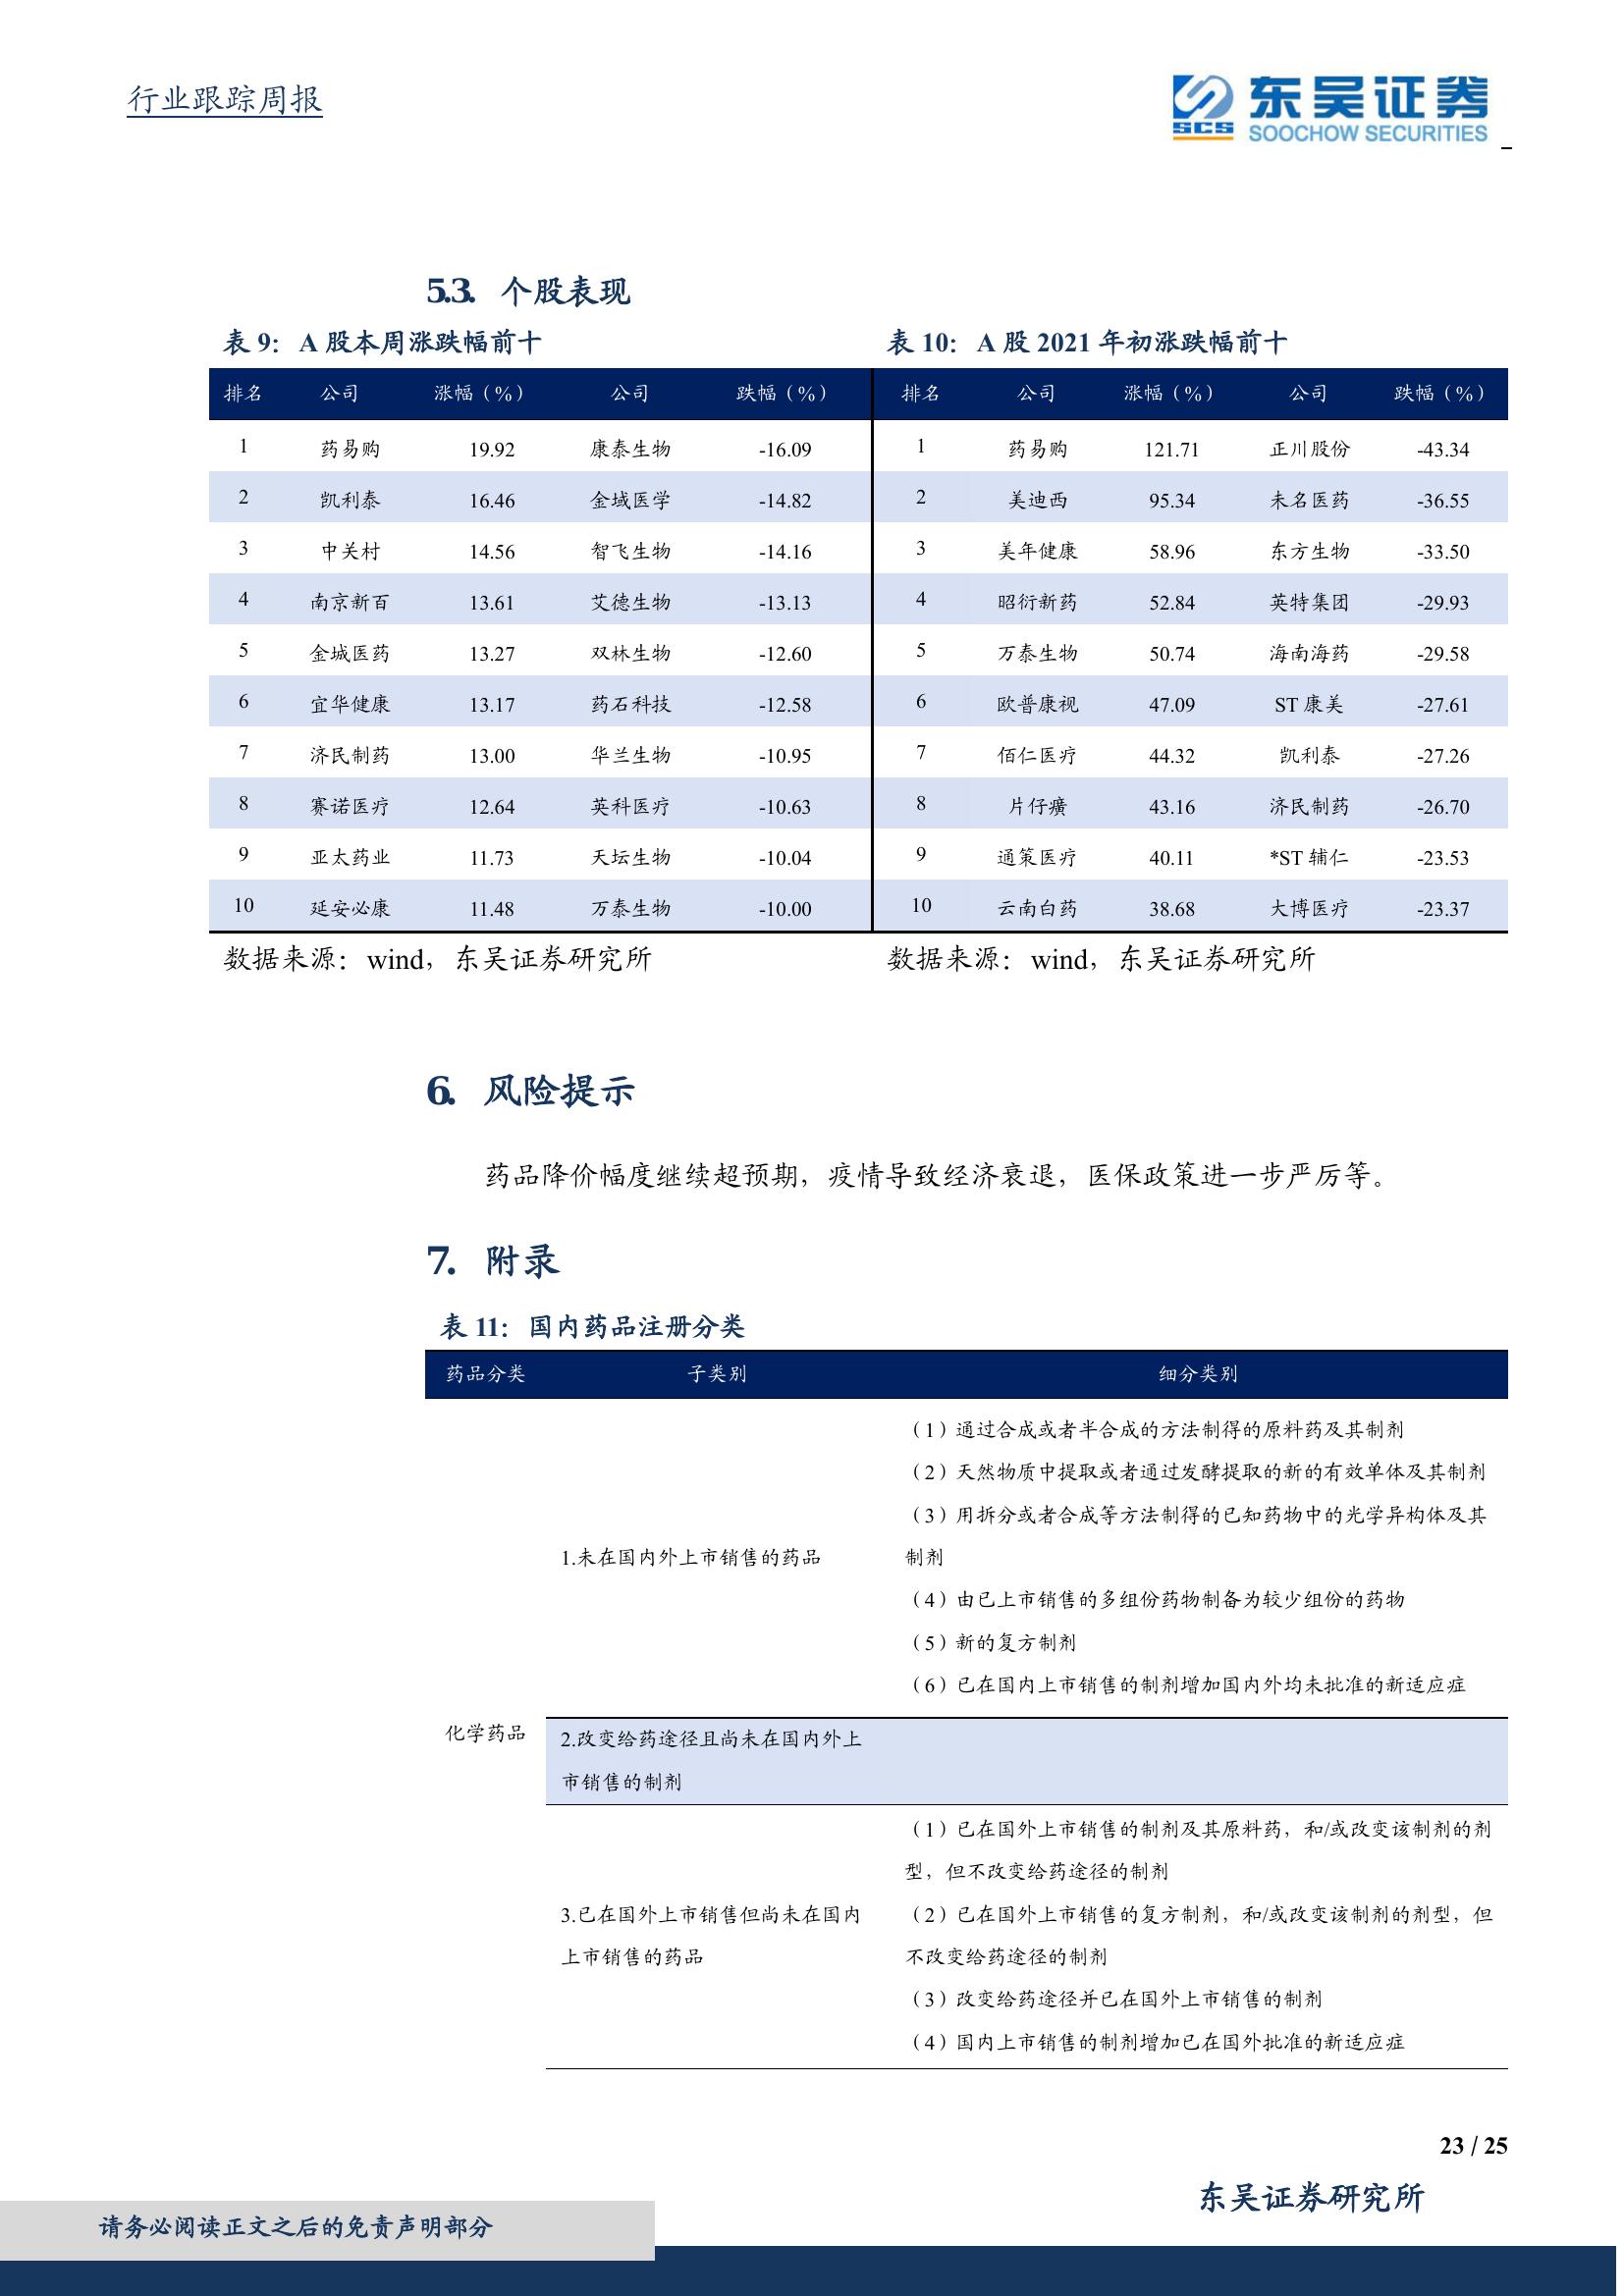 行业跟踪周报
SCS
东吴证券
SOOCHOW SECURITIES
5.3. 个股表现
表 9： A 股本周涨跌幅前十
排名 公司 涨幅（%） 公司 跌幅（%）
1 药易购 19.92 康泰生物 -16.09
2 凯利泰 16.46 金域医学 -14.82
3 中关村 14.56 智飞生物 -14.16
4 南京新百 13.61 艾德生物 -13.13
5 金城医药 13.27 双林生物 -12.60
6 宜华健康 13.17 药石科技 -12.58
7 济民制药 13.00 华兰生物 -10.95
8 赛诺医疗 12.64 英科医疗 -10.63
9 亚太药业 11.73 天坛生物 -10.04
10 延安必康 11.48 万泰生物 -10.00
数据来源：wind，东吴证券研究所
表 10： A 股 2021 年初涨跌幅前十
排名 公司 涨幅（%） 公司 跌幅（%）
1 药易购 121.71 正川股份 -43.34
2 美迪西 95.34 未名医药 -36.55
3 美年健康 58.96 东方生物 -33.50
4 昭衍新药 52.84 英特集团 -29.93
5 万泰生物 50.74 海南海药 -29.58
6 欧普康视 47.09 ST 康美 -27.61
7 佰仁医疗 44.32 凯利泰 -27.26
8 片仔癀 43.16 济民制药 -26.70
9 通策医疗 40.11 *ST 辅仁 -23.53
10 云南白药 38.68 大博医疗 -23.37
数据来源：wind，东吴证券研究所
6. 风险提示
药品降价幅度继续超预期，疫情导致经济衰退，医保政策进一步严厉等。
7. 附录
表 11： 国内药品注册分类
药品分类 子类别 细分类别
化学药品
1.未在国内外上市销售的药品
（1）通过合成或者半合成的方法制得的原料药及其制剂
（2）天然物质中提取或者通过发酵提取的新的有效单体及其制剂
（3）用拆分或者合成等方法制得的已知药物中的光学异构体及其
制剂
（4）由已上市销售的多组份药物制备为较少组份的药物
（5）新的复方制剂
（6）已在国内上市销售的制剂增加国内外均未批准的新适应症
2.改变给药途径且尚未在国内外上
市销售的制剂
3.已在国外上市销售但尚未在国内
上市销售的药品
（1）已在国外上市销售的制剂及其原料药，和/或改变该制剂的剂
型，但不改变给药途径的制剂
（2）已在国外上市销售的复方制剂，和/或改变该制剂的剂型，但
不改变给药途径的制剂
（3）改变给药途径并已在国外上市销售的制剂
（4）国内上市销售的制剂增加已在国外批准的新适应症
23 / 25
东吴证券研究所
请务必阅读正文之后的免责声明部分